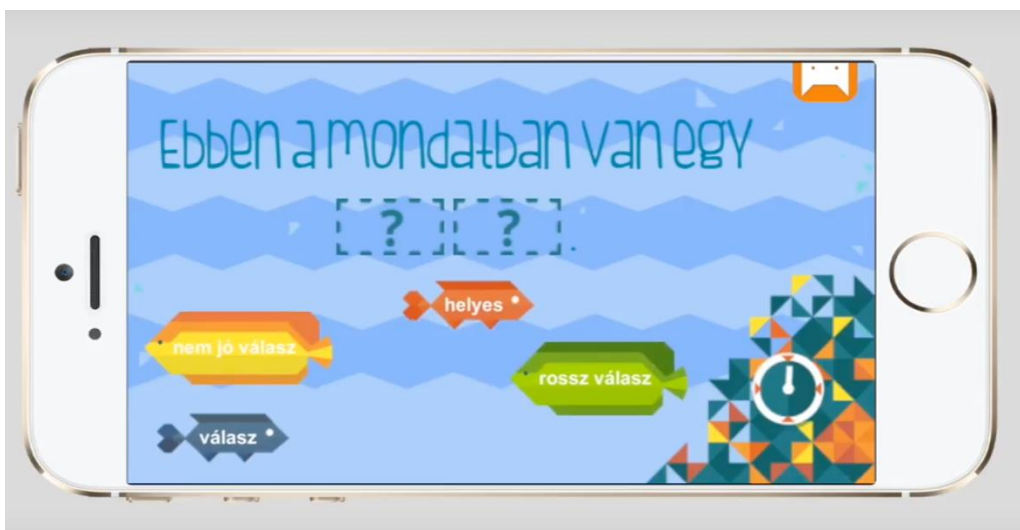 Ebben a mondatban van egy
? ? .
helyes
nem jó válasz
rossz válasz
válasz